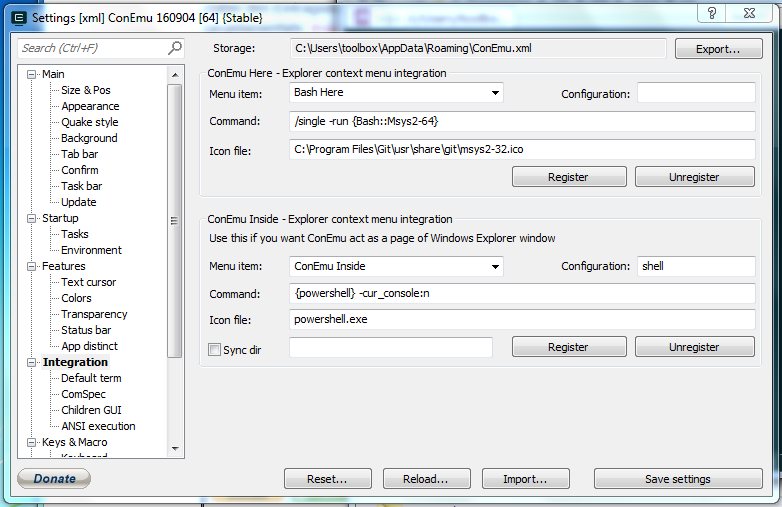 Settings [xml] ConEmu 160904 [64] {Stable}
Search (Ctrl+F)
Main
Size & Pos
Appearance
Quake style
Background
Tab bar
Confirm
Task bar
Update
Startup
Tasks
Environment
Features
Text cursor
Colors
Transparency
Status bar
App distinct
Integration
Default term
ComSpec
Children GUI
ANSI execution
Keys & Macro
Storage: C:\Users\toolbox\AppData\Roaming\ConEmu.xml Export...
ConEmu Here - Explorer context menu integration
Menu item: Bash Here Configuration:
Command: /single -run {Bash::Msys2-64}
Icon file: C:\Program Files\Git\usr\share\git\msys2-32.ico
Register Unregister
ConEmu Inside - Explorer context menu integration
Use this if you want ConEmu act as a page of Windows Explorer window
Menu item: ConEmu Inside Configuration: shell
Command: {powershell} -cur_console:n
Icon file: powershell.exe
Sync dir Register Unregister
Donate Reset... Reload... Import... Save settings